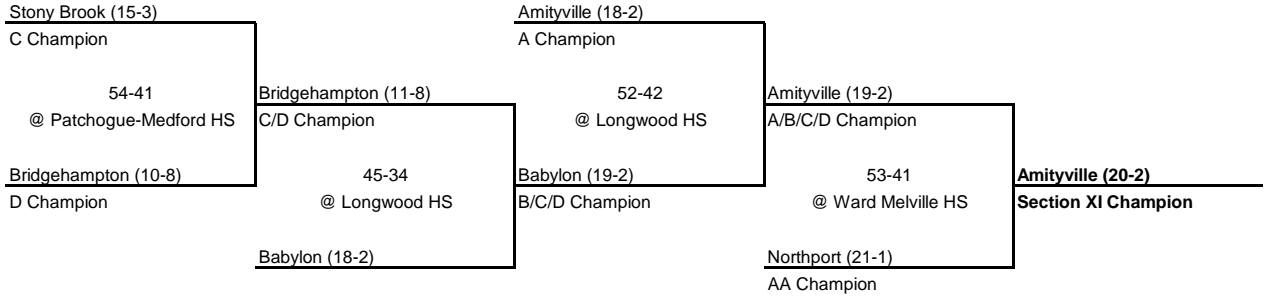 Stony Brook (15-3)
C Champion
54-41
@ Patchogue-Medford HS
Bridgehampton (10-8)
D Champion
Bridgehampton (11-8)
C/D Champion
45-34
@ Longwood HS
Babylon (18-2)
Amityville (18-2)
A Champion
52-42
@ Longwood HS
Babylon (19-2)
B/C/D Champion
Amityville (19-2)
A/B/C/D Champion
53-41
@ Ward Melville HS
Northport (21-1)
AA Champion
Amityville (20-2)
Section XI Champion